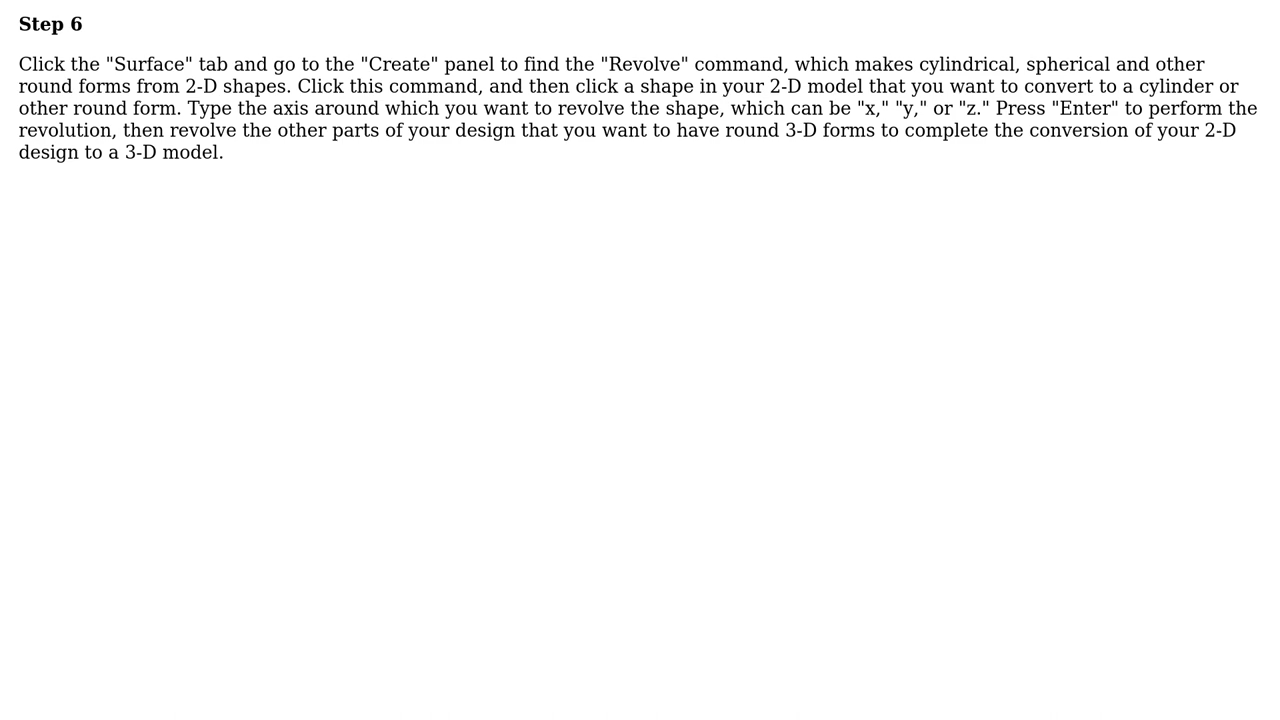 Step 6
Click the "Surface" tab and go to the "Create" panel to find the "Revolve" command, which makes cylindrical, spherical and other
round forms from 2-D shapes. Click this command, and then click a shape in your 2-D model that you want to convert to a cylinder or
other round form. Type the axis around which you want to revolve the shape, which can be "x," "y," or "z." Press "Enter" to perform the
revolution, then revolve the other parts of your design that you want to have round 3-D forms to complete the conversion of your 2-D
design to a 3-D model.